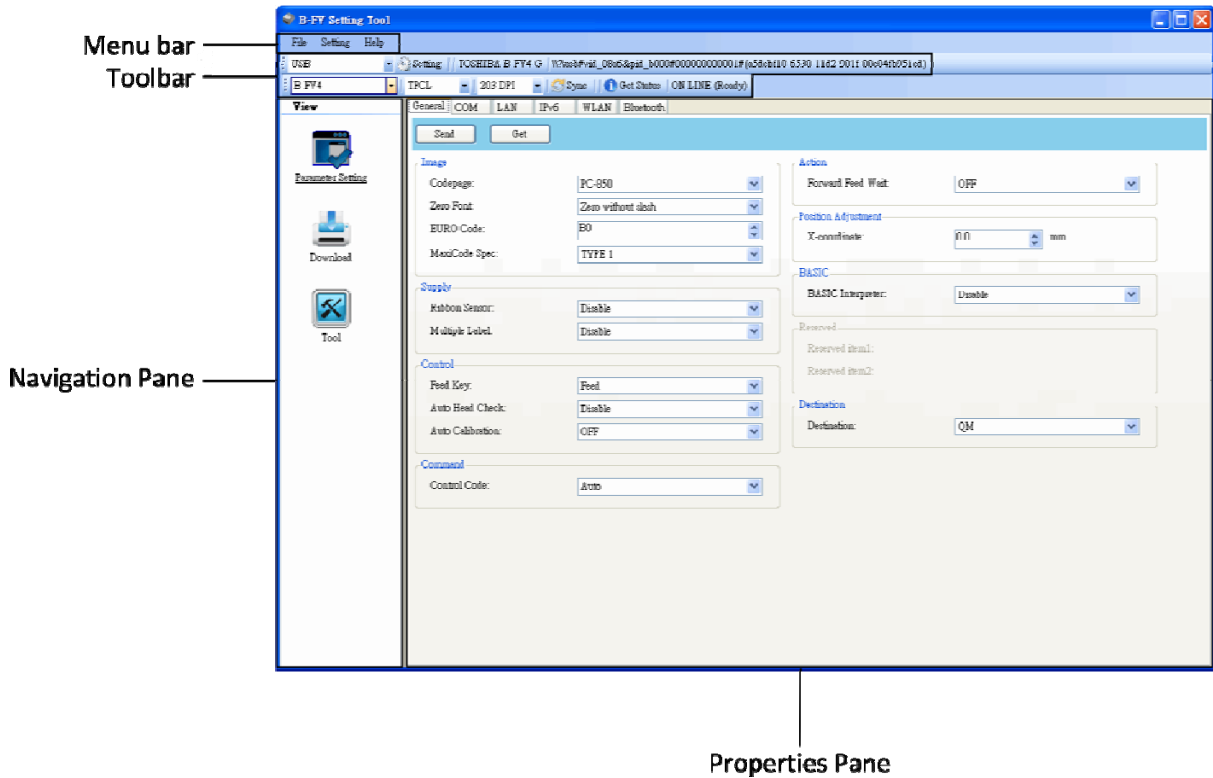 B-FV Setting Tool
Menu bar
File Setting Help
Toolbar
USB Setting TOSHIBA B-FV4-G
B-FV4 TPCL 203 DPI Sync Get Status ON LINE (Ready)
View
General COM LAN IPv6 WLAN Bluetooth
Send Get
Parameter Setting
Download
Tool
Navigation Pane
Image
Codepage: PC-850
Zero Font: Zero without slash
EURO Code: B0
MaxiCode Spec: TYPE 1
Supply
Ribbon Sensor: Disable
Multiple Label: Disable
Control
Feed Key: Feed
Auto Head Check: Disable
Auto Calibration: OFF
Command
Control Code: Auto
Action
Forward Feed Wait: OFF
Position Adjustment
X-coordinate: 0.0 mm
BASIC
BASIC Interpreter: Disable
Reserved
Reserved item1:
Reserved item2:
Destination
Destination: QM
Properties Pane